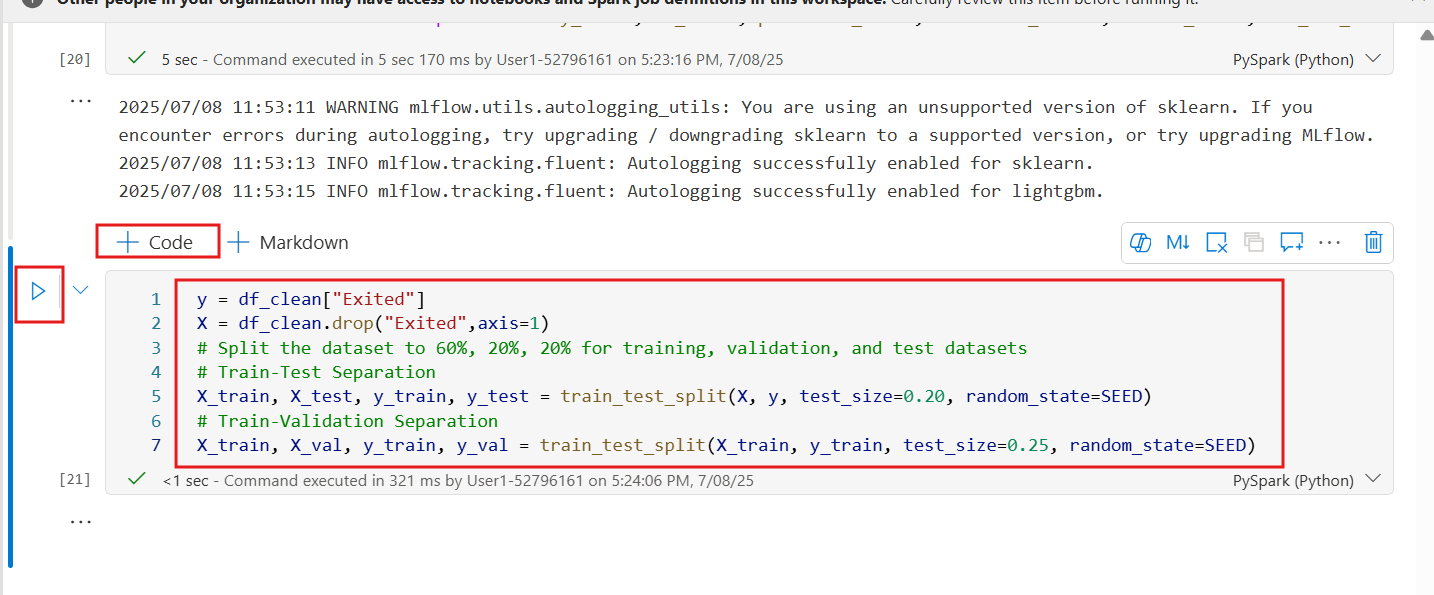 Other people in your organization may have access to notebooks and Spark job definitions in this workspace. Carefully review this item before running it.
[20]
5 sec - Command executed in 5 sec 170 ms by User1-52796161 on 5:23:16 PM, 7/08/25
PySpark (Python)
...
2025/07/08 11:53:11 WARNING mlflow.utils.autologging_utils: You are using an unsupported version of sklearn. If you
encounter errors during autologging, try upgrading / downgrading sklearn to a supported version, or try upgrading MLflow.
2025/07/08 11:53:13 INFO mlflow.tracking.fluent: Autologging successfully enabled for sklearn.
2025/07/08 11:53:15 INFO mlflow.tracking.fluent: Autologging successfully enabled for lightgbm.
+ Code + Markdown
M↓ ...
1 y = df_clean["Exited"]
2 X = df_clean.drop("Exited",axis=1)
3 # Split the dataset to 60%, 20%, 20% for training, validation, and test datasets
4 # Train-Test Separation
5 X_train, X_test, y_train, y_test = train_test_split(X, y, test_size=0.20, random_state=SEED)
6 # Train-Validation Separation
7 X_train, X_val, y_train, y_val = train_test_split(X_train, y_train, test_size=0.25, random_state=SEED)
[21]
<1 sec - Command executed in 321 ms by User1-52796161 on 5:24:06 PM, 7/08/25
PySpark (Python)
...